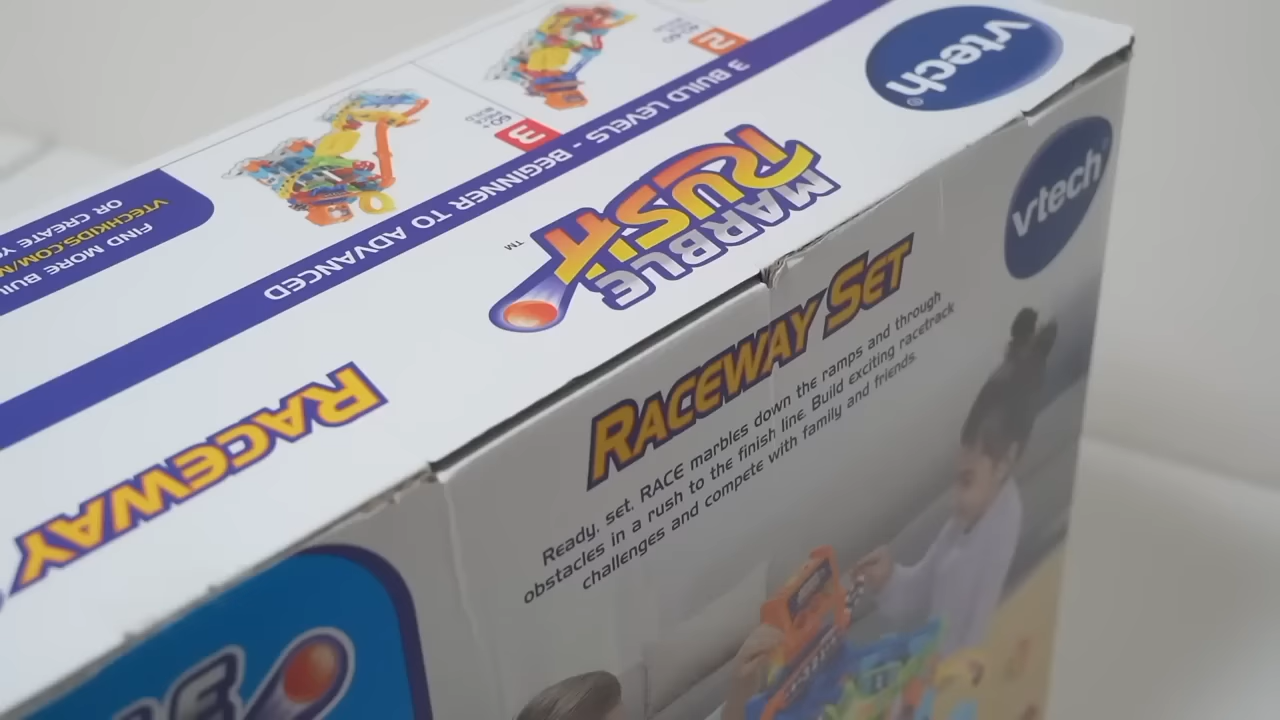 vtech
®
MARBLE
RUSH
™
3 BUILD LEVELS - BEGINNER TO ADVANCED
2
3
60+
FIND MORE
OR CREATE
VTECHKIDS.COM/
RACEWAY
vtech
RACEWAY SET
Ready, set, RACE marbles down the ramps and through
obstacles in a rush to the finish line. Build exciting racetrack
challenges and compete with family and friends.